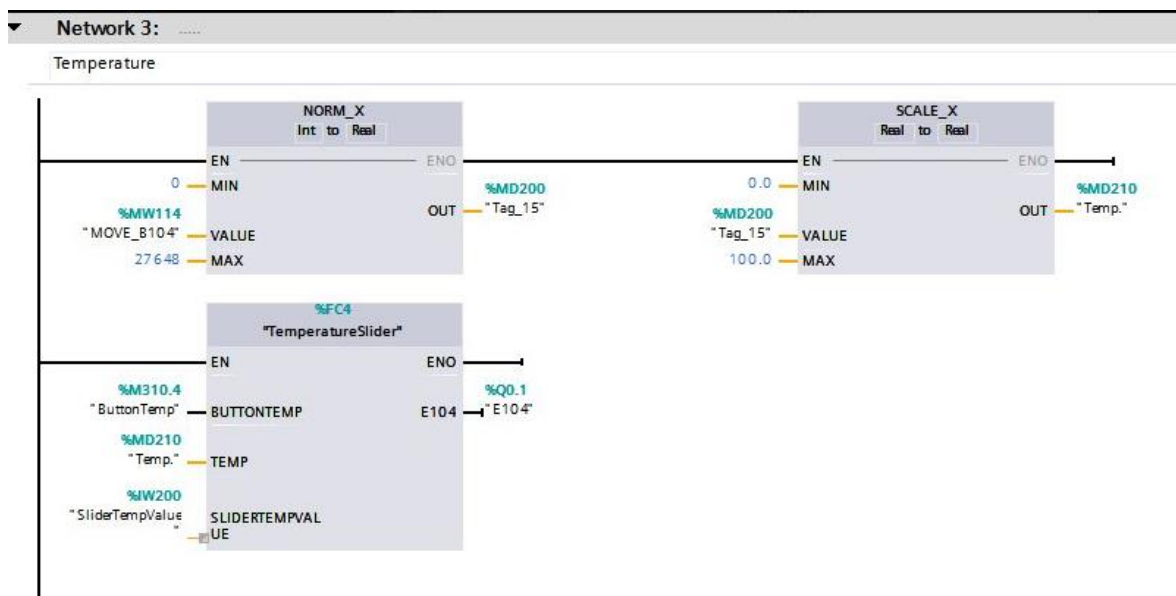 Network 3: .....
Temperature
NORM_X
Int to Real
EN
ENO
0
MIN
%MW114
"MOVE_B104"
VALUE
27648
MAX
OUT
%MD200
"Tag_15"
SCALE_X
Real to Real
EN
ENO
0.0
MIN
%MD200
"Tag_15"
VALUE
100.0
MAX
OUT
%MD210
"Temp."
%FC4
"TemperatureSlider"
EN
ENO
%M310.4
"ButtonTemp"
BUTTONTEMP
E104
%Q0.1
"E104"
%MD210
"Temp."
TEMP
%IW200
"SliderTempValue
"
SLIDERTEMPVAL
UE